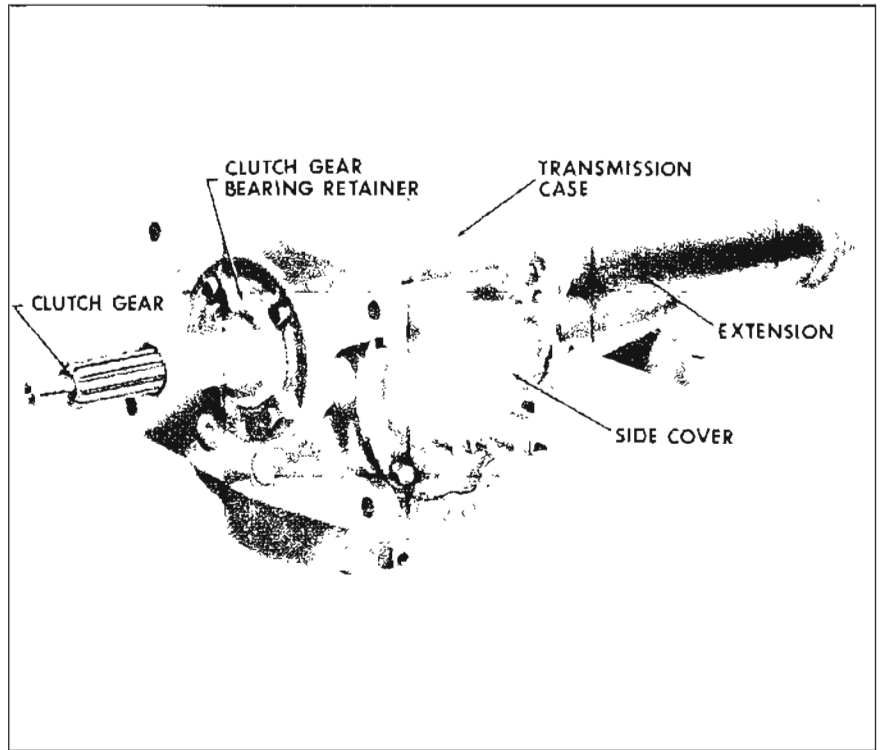 CLUTCH GEAR
BEARING RETAINER
TRANSMISSION
CASE
CLUTCH GEAR
EXTENSION
SIDE COVER